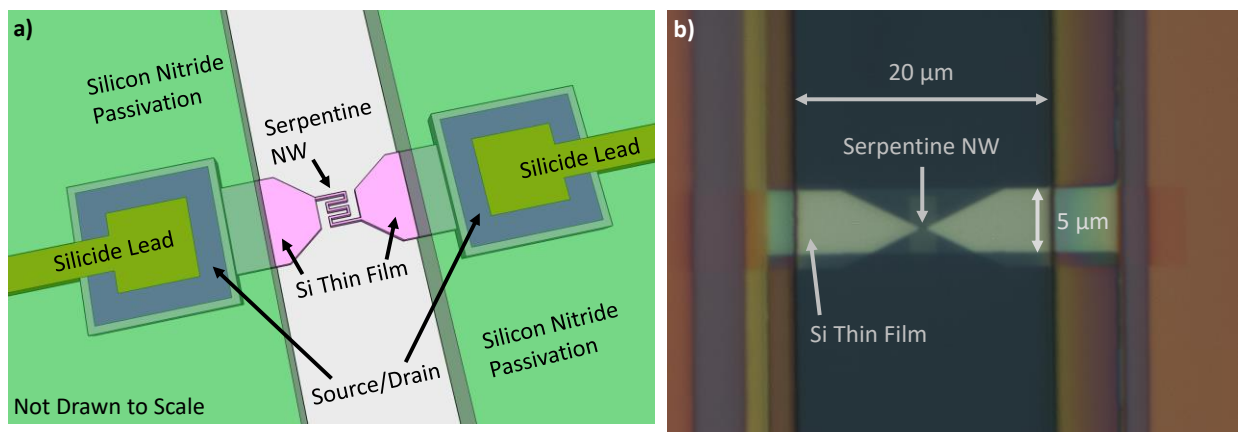 a)
Silicon Nitride
Passivation
Serpentine
NW
Silicide Lead
Silicide Lead
Si Thin Film
Silicon Nitride
Passivation
Source/Drain
Not Drawn to Scale
b)
20 μm
Serpentine NW
5 μm
Si Thin Film